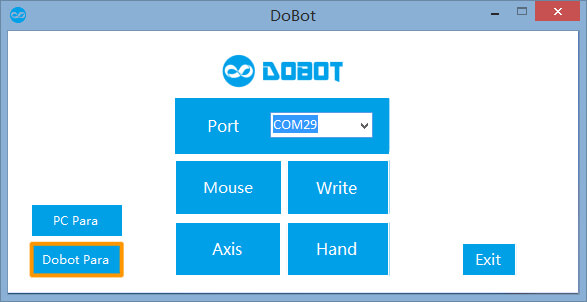 DoBot
DOBOT
Port COM29
Mouse Write
PC Para
Axis Hand
Dobot Para
Exit